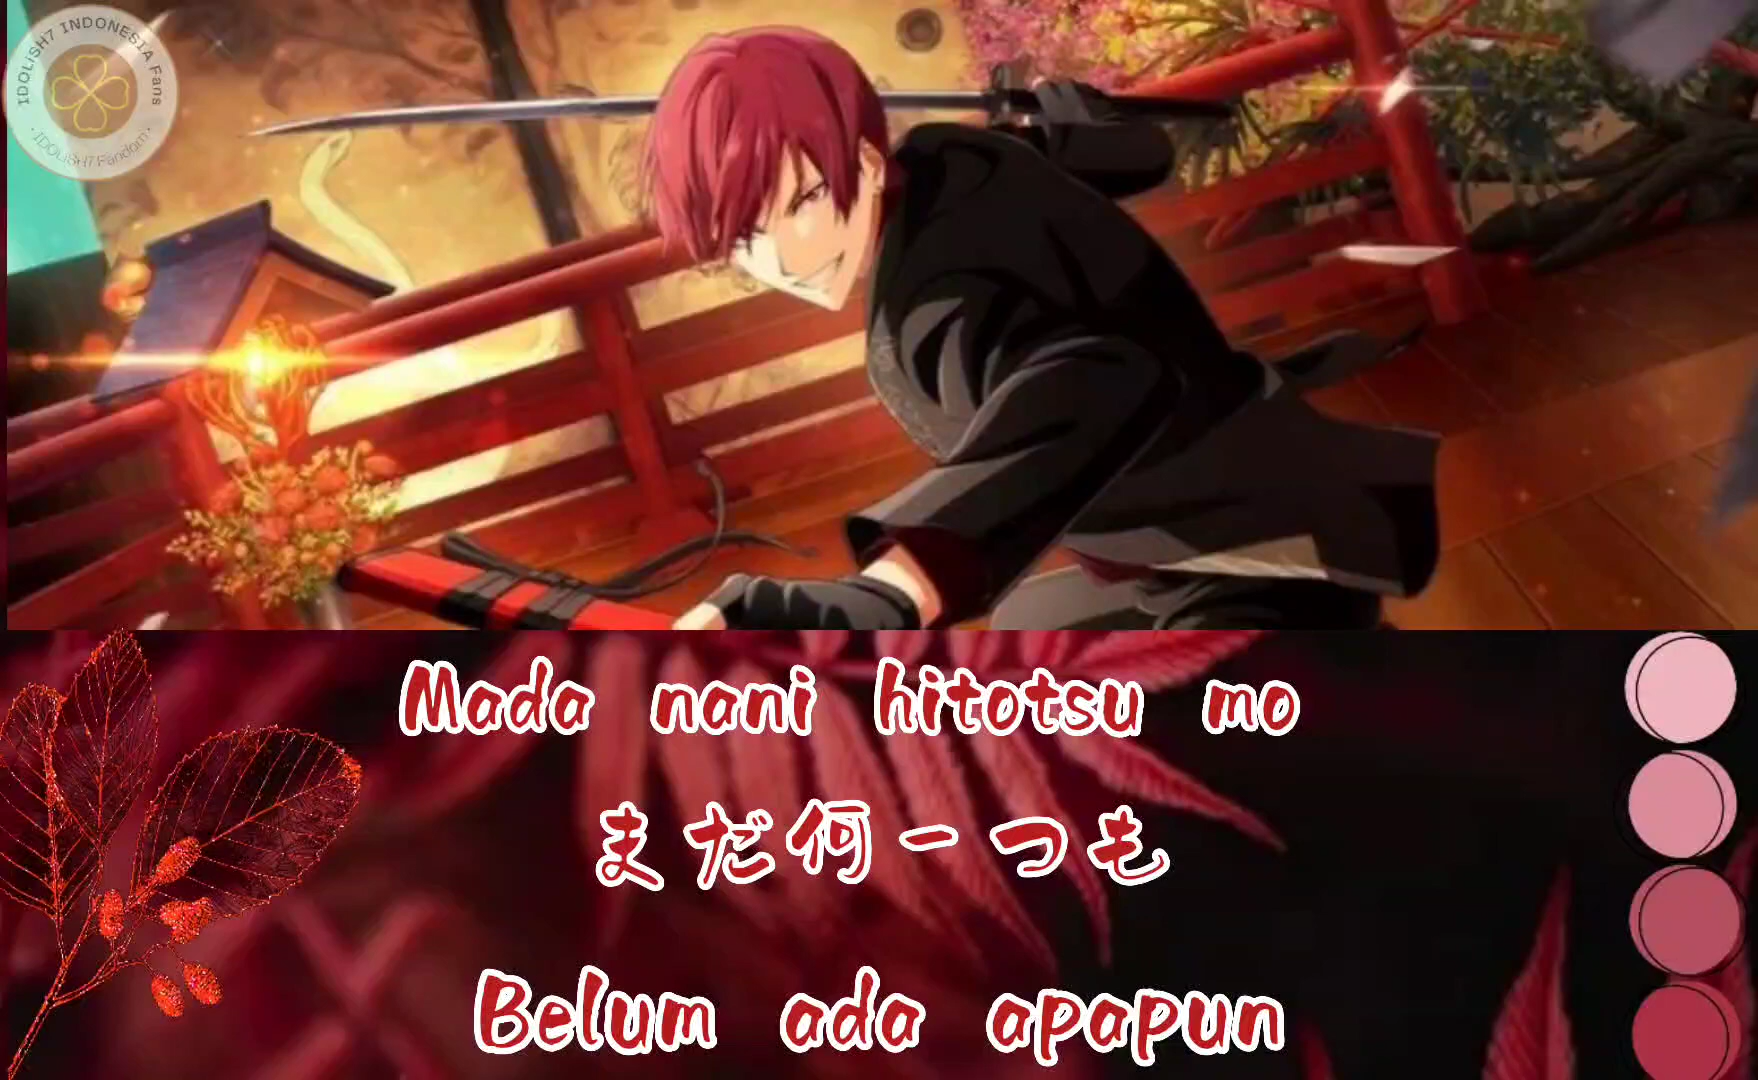 IDOLiSH7 INDONESIA Fans
· IDOLiSH7 Fandom ·
Mada nani hitotsu mo
まだ何一つも
Belum ada apapun